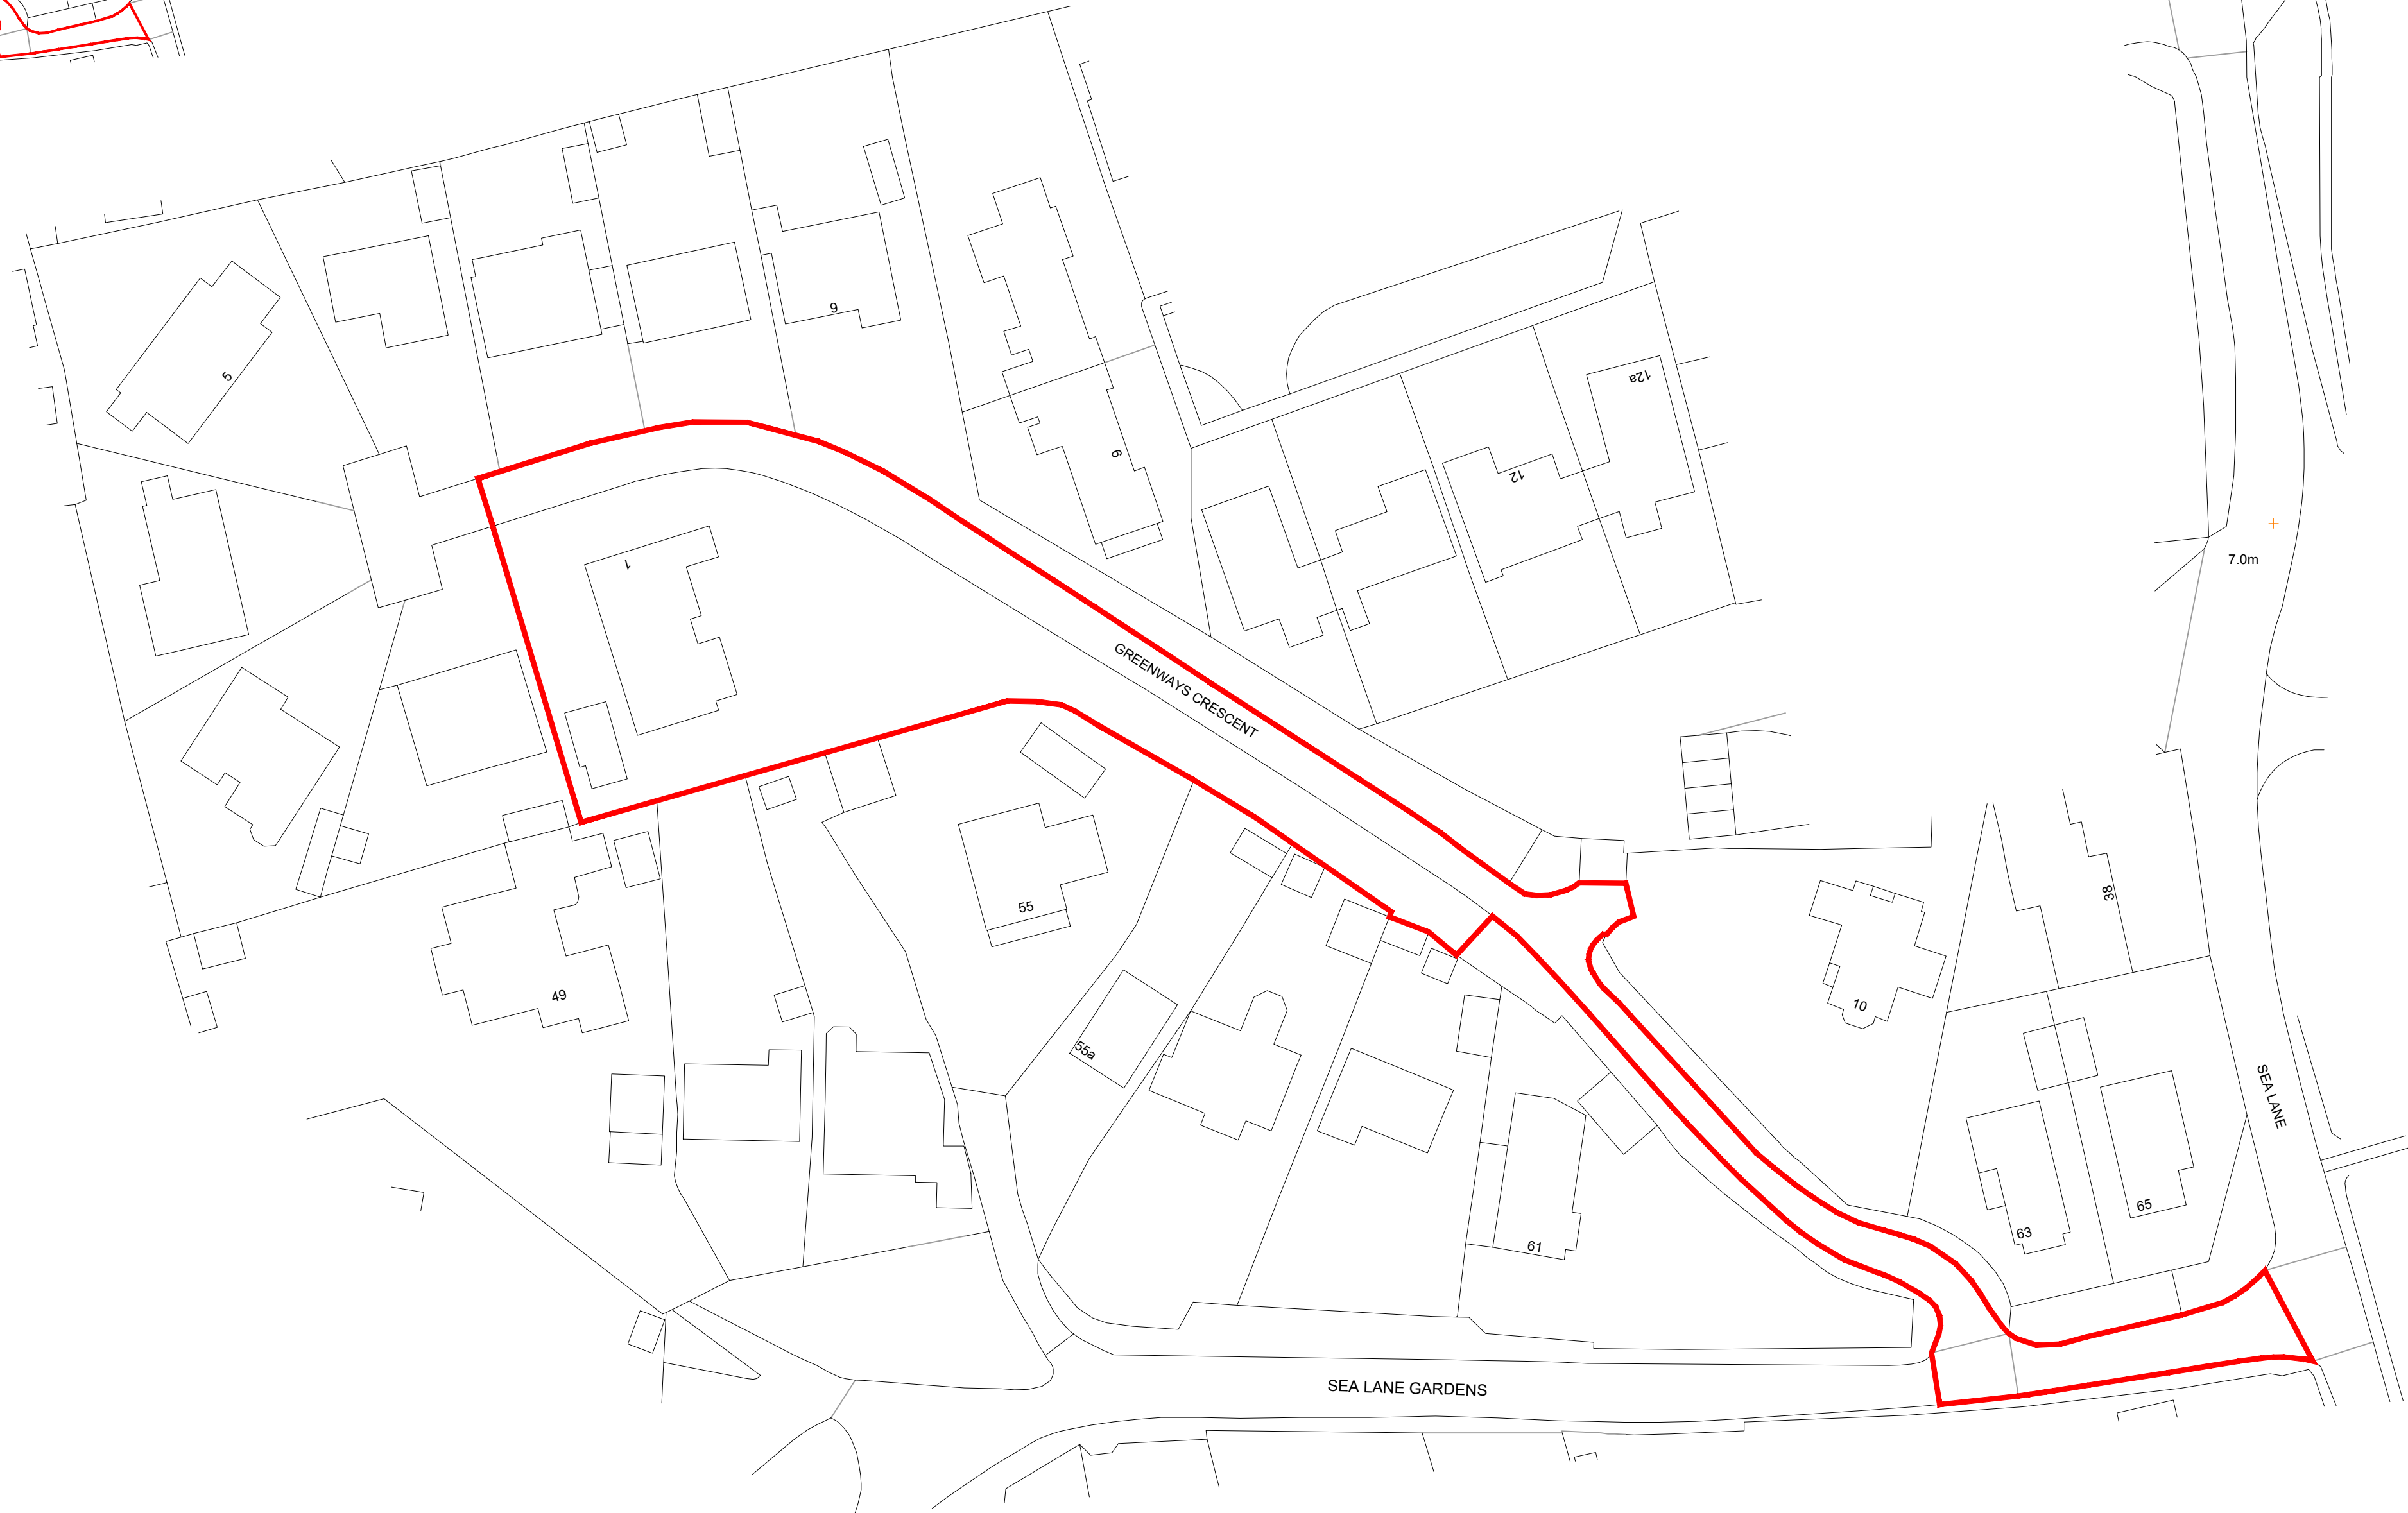 9
5
12a
6
12
7.0m
1
GREENWAYS CRESCENT
38
55
49
10
55a
SEA LANE
65
63
61
SEA LANE GARDENS